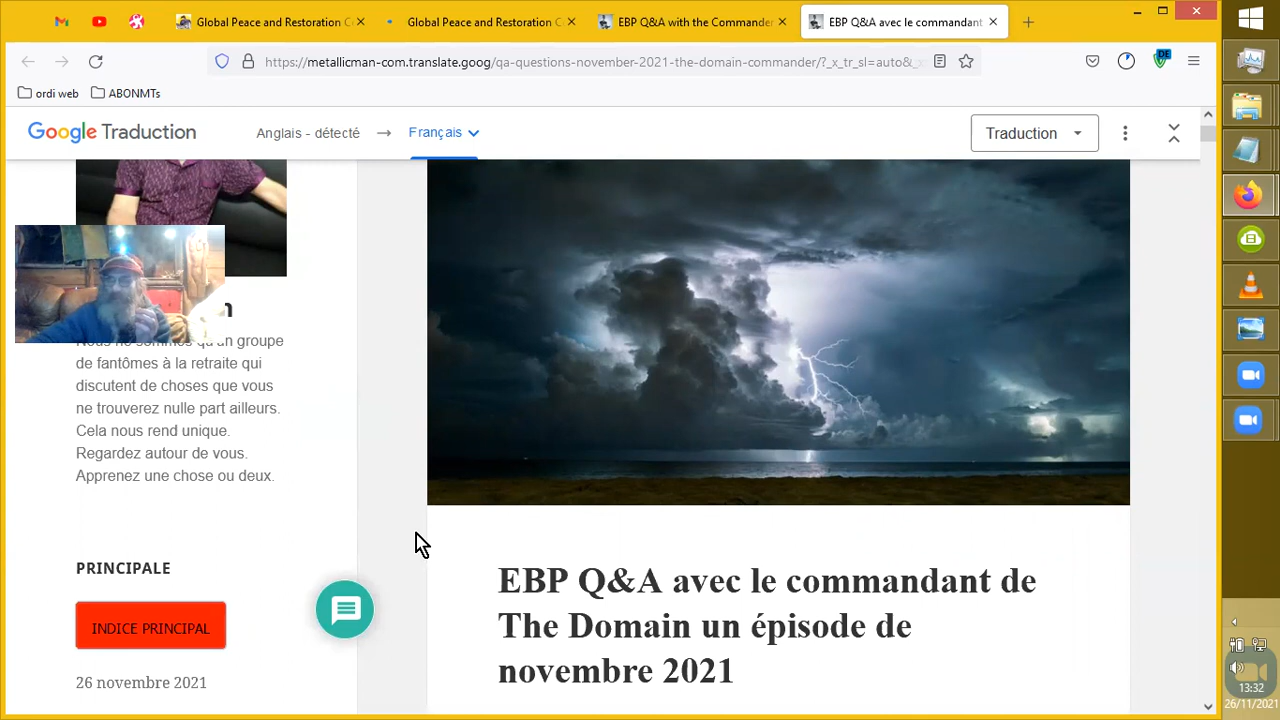 Global Peace and Restoration C
Global Peace and Restoration C
EBP Q&A with the Commander
EBP Q&A avec le commandant
https://metallicman-com.translate.goog/qa-questions-november-2021-the-domain-commander/?_x_tr_sl=auto&_x
DE
ordi web
ABONMTs
Google Traduction
Anglais - détecté
Français
Traduction
n
Nous ne sommes qu'un groupe
de fantômes à la retraite qui
discutent de choses que vous
ne trouverez nulle part ailleurs.
Cela nous rend unique.
Regardez autour de vous.
Apprenez une chose ou deux.
PRINCIPALE
INDICE PRINCIPAL
26 novembre 2021
EBP Q&A avec le commandant de
The Domain un épisode de
novembre 2021
13:32
26/11/2021